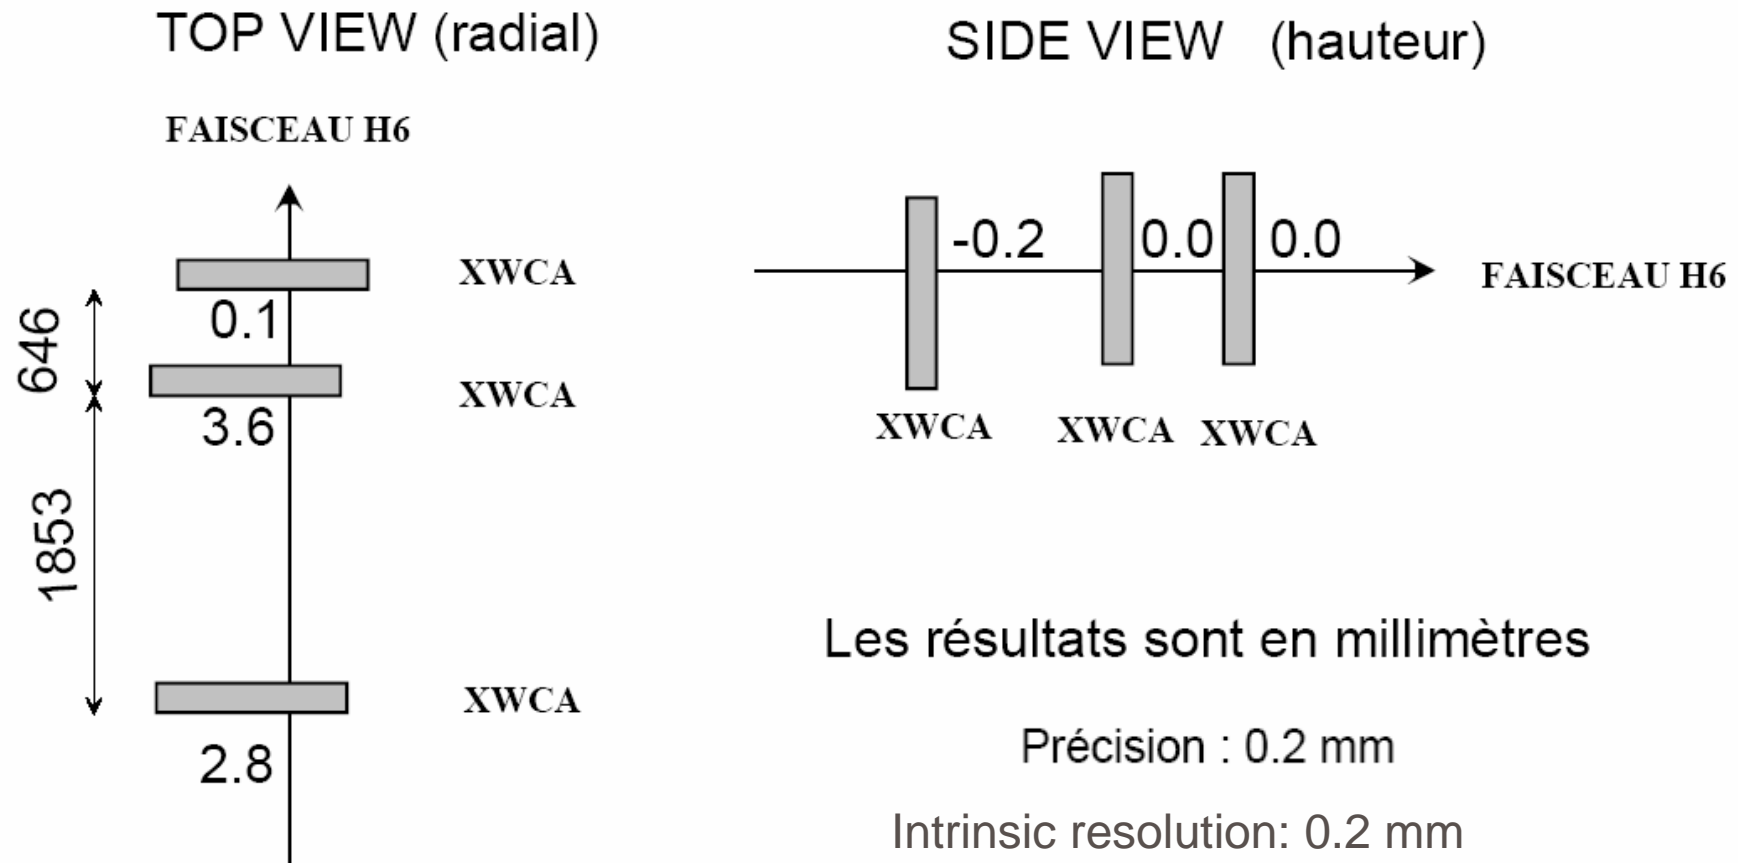 TOP VIEW (radial)
FAISCEAU H6
XWCA
0.1
646
XWCA
3.6
1853
XWCA
2.8
SIDE VIEW (hauteur)
-0.2
0.0
0.0
FAISCEAU H6
XWCA
XWCA
XWCA
Les résultats sont en millimètres
Précision : 0.2 mm
Intrinsic resolution: 0.2 mm